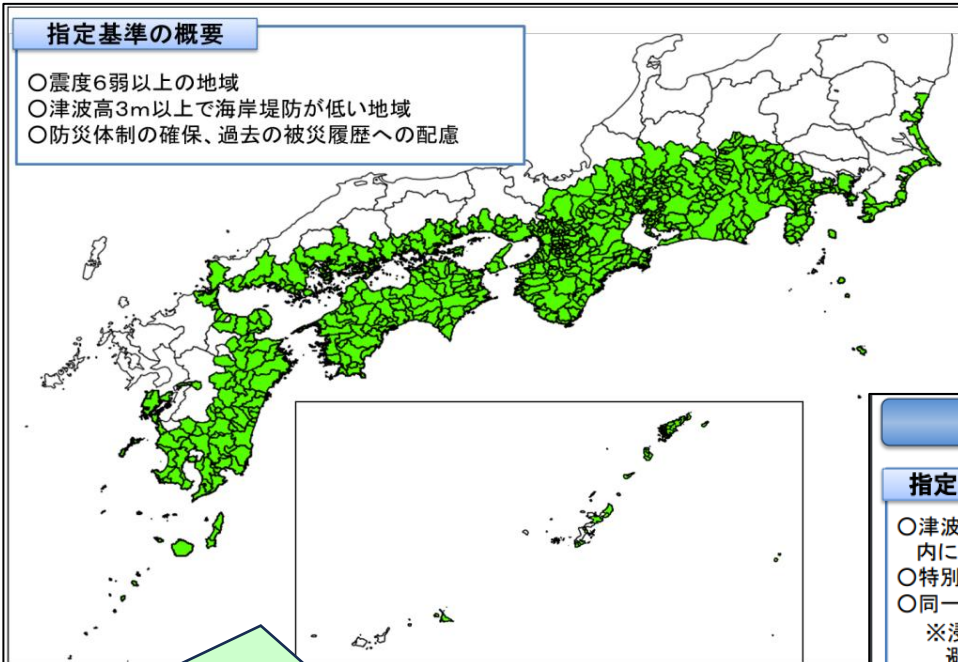 指定基準の概要
○震度6弱以上の地域
○津波高3m以上で海岸堤防が低い地域
○防災体制の確保、過去の被災履歴への配慮
指定
○津波
内に
○特別
○同一
※浸
避